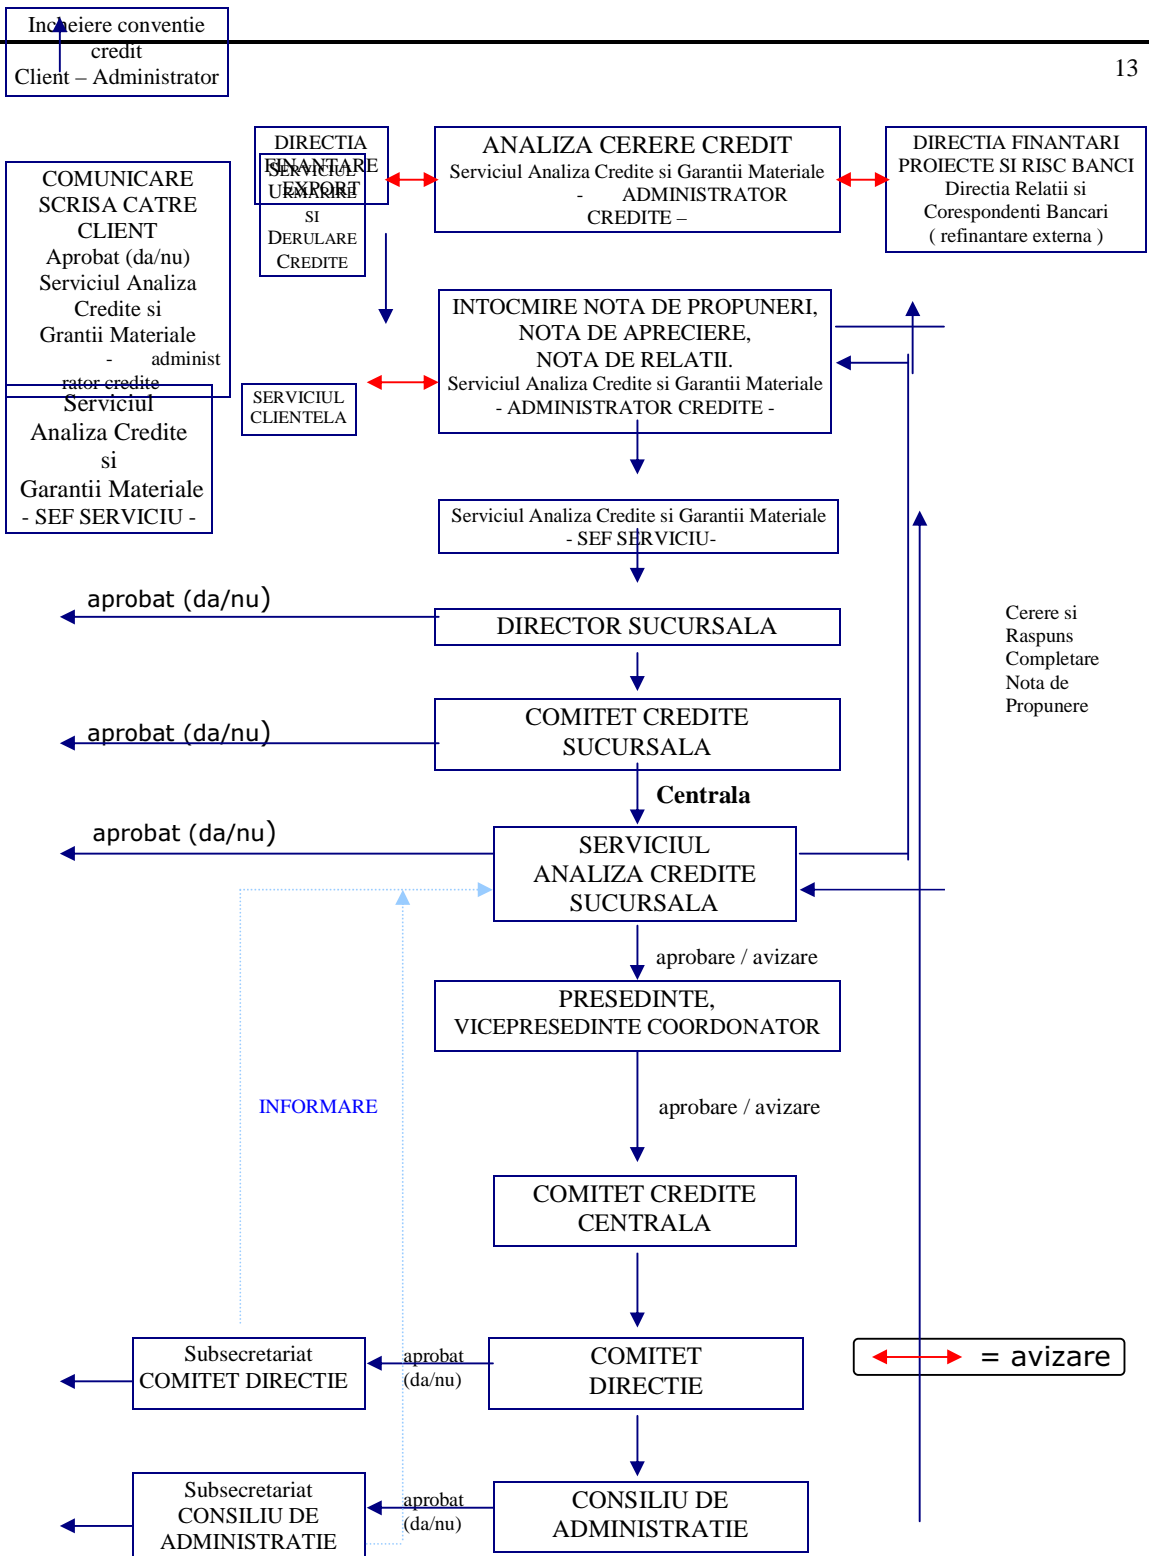 Incheiere conventie
credit
Client – Administrator
13
DIRECTIA
FINANTARE
EXPORT
SERVICIUL
URMARIRE
SI
DERULARE
CREDITE
ANALIZA CERERE CREDIT
Serviciul Analiza Credite si Garantii Materiale
- ADMINISTRATOR
CREDITE –
DIRECTIA FINANTARI
PROIECTE SI RISC BANCI
Directia Relatii si
Corespondenti Bancari
( refinantare externa )
COMUNICARE
SCRISA CATRE
CLIENT
Aprobat (da/nu)
Serviciul Analiza
Credite si
Grantii Materiale
- administ
rator credite
Serviciul
Analiza Credite
si
Garantii Materiale
- SEF SERVICIU -
SERVICIUL
CLIENTELA
INTOCMIRE NOTA DE PROPUNERI,
NOTA DE APRECIERE,
NOTA DE RELATII.
Serviciul Analiza Credite si Garantii Materiale
- ADMINISTRATOR CREDITE -
Serviciul Analiza Credite si Garantii Materiale
- SEF SERVICIU-
aprobat (da/nu)
DIRECTOR SUCURSALA
Cerere si
Raspuns
Completare
Nota de
Propunere
aprobat (da/nu)
COMITET CREDITE
SUCURSALA
Centrala
aprobat (da/nu)
SERVICIUL
ANALIZA CREDITE
SUCURSALA
aprobare / avizare
PRESEDINTE,
VICEPRESEDINTE COORDONATOR
INFORMARE
aprobare / avizare
COMITET CREDITE
CENTRALA
Subsecretariat
COMITET DIRECTIE
aprobat
(da/nu)
COMITET
DIRECTIE
= avizare
Subsecretariat
CONSILIU DE
ADMINISTRATIE
aprobat
(da/nu)
CONSILIU DE
ADMINISTRATIE